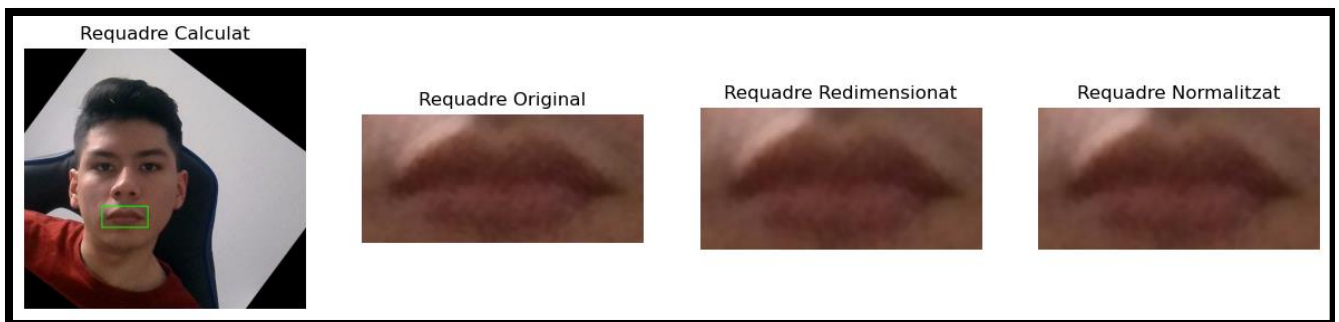 Requadre Calculat
Requadre Original
Requadre Redimensionat
Requadre Normalitzat